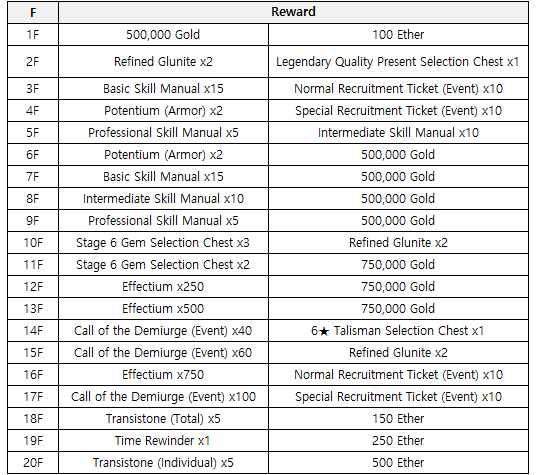 F Reward
1F 500,000 Gold 100 Ether
2F Refined Glunite x2 Legendary Quality Present Selection Chest x1
3F Basic Skill Manual x15 Normal Recruitment Ticket (Event) x10
4F Potentium (Armor) x2 Special Recruitment Ticket (Event) x10
5F Professional Skill Manual x5 Intermediate Skill Manual x10
6F Potentium (Armor) x2 500,000 Gold
7F Basic Skill Manual x15 500,000 Gold
8F Intermediate Skill Manual x10 500,000 Gold
9F Professional Skill Manual x5 500,000 Gold
10F Stage 6 Gem Selection Chest x3 Refined Glunite x2
11F Stage 6 Gem Selection Chest x2 750,000 Gold
12F Effectium x250 750,000 Gold
13F Effectium x500 750,000 Gold
14F Call of the Demiurge (Event) x40 6★ Talisman Selection Chest x1
15F Call of the Demiurge (Event) x60 Refined Glunite x2
16F Effectium x750 Normal Recruitment Ticket (Event) x10
17F Call of the Demiurge (Event) x100 Special Recruitment Ticket (Event) x10
18F Transistone (Total) x5 150 Ether
19F Time Rewinder x1 250 Ether
20F Transistone (Individual) x5 500 Ether